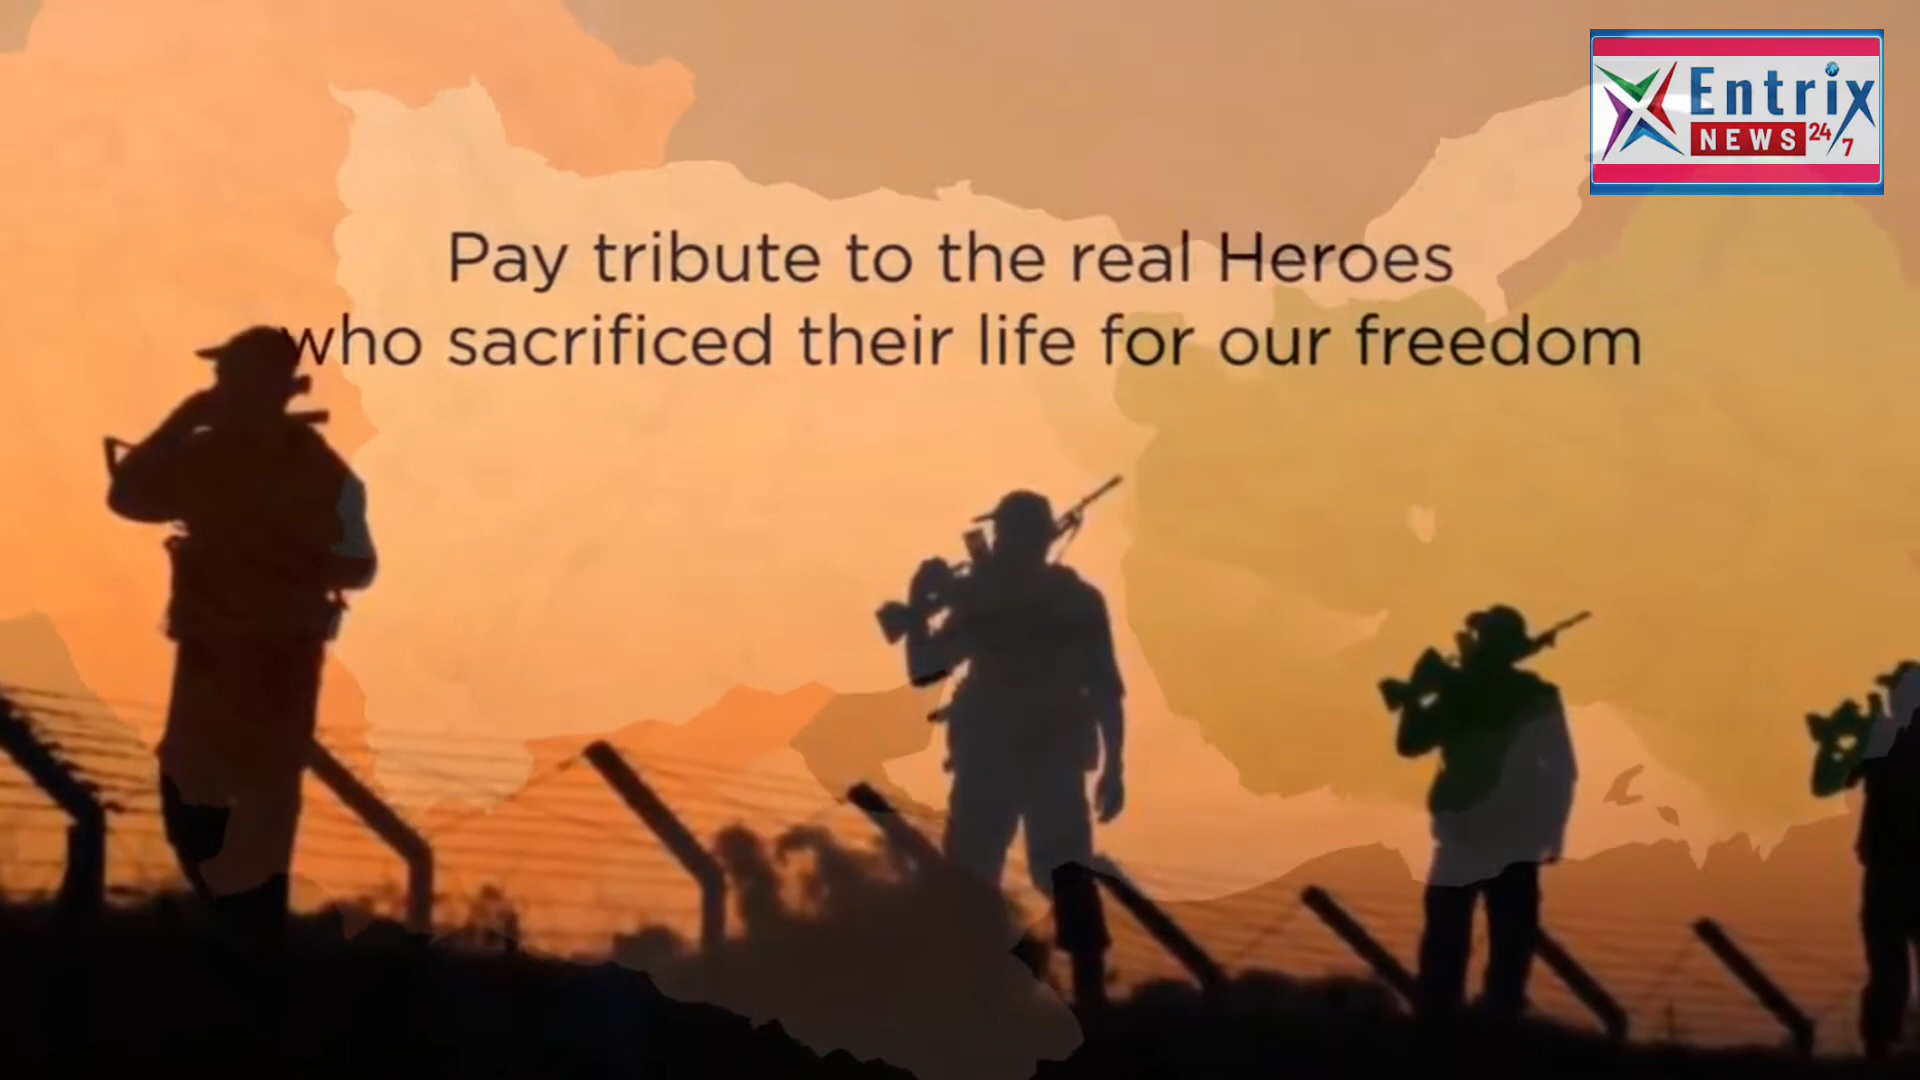 Entrix
NEWS 24/7
Pay tribute to the real Heroes
who sacrificed their life for our freedom